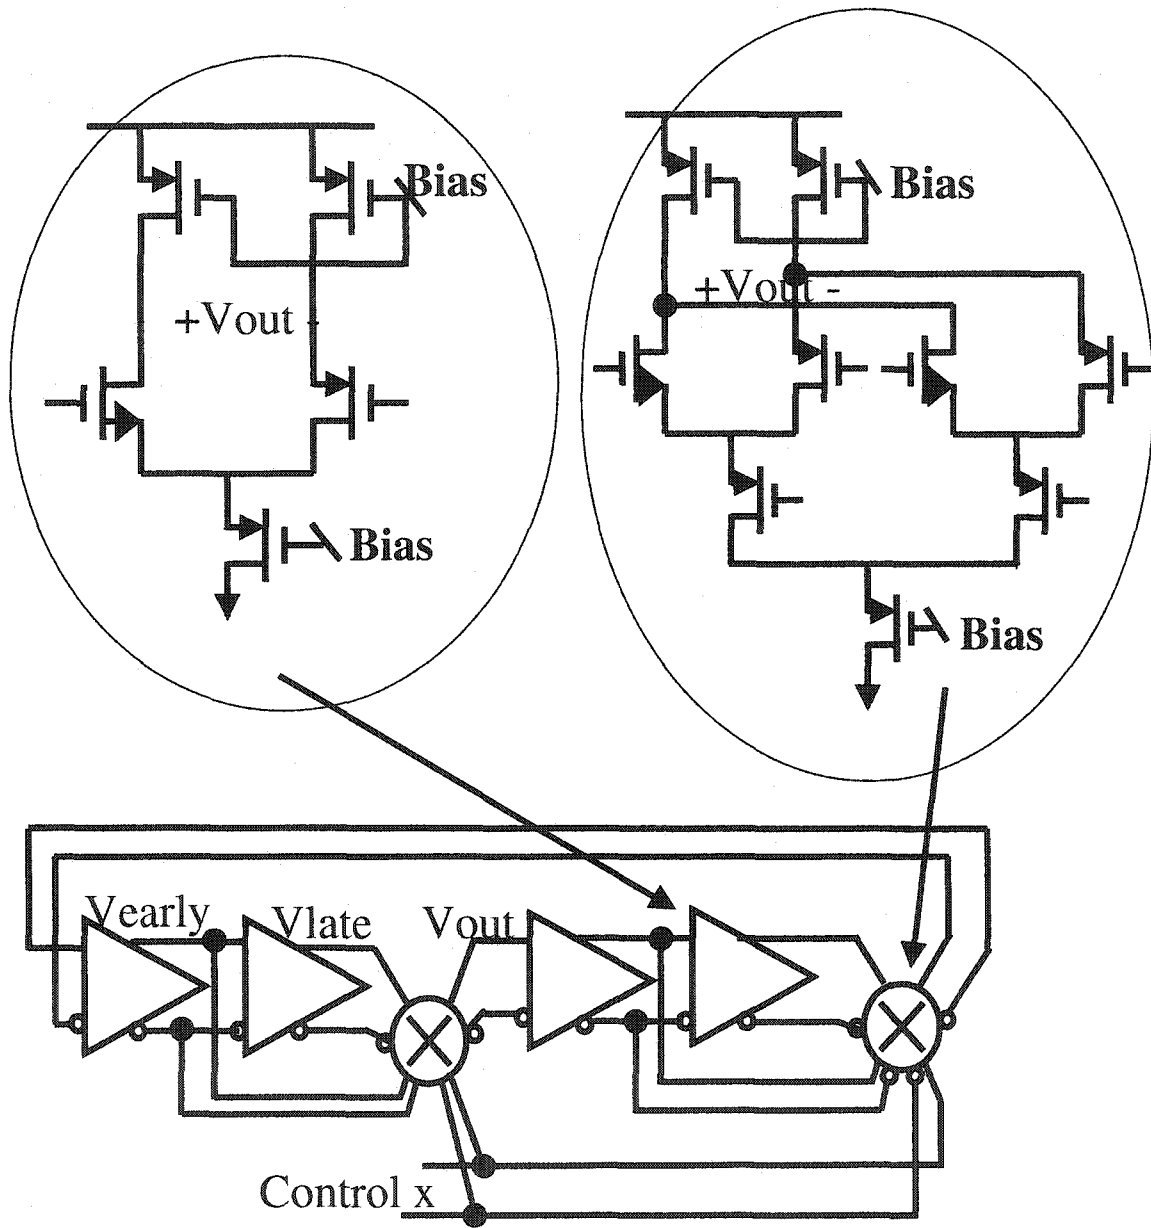 Bias
Bias
+Vout -
+Vout -
Bias
Bias
Vearly
Vlate
Vout
Control x